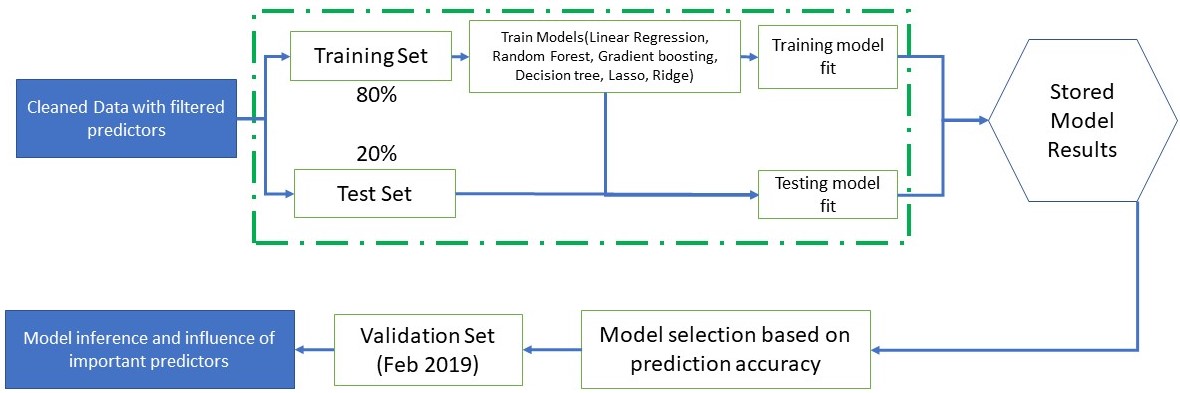 Cleaned Data with filtered
predictors
Training Set
80%
20%
Test Set
Train Models(Linear Regression,
Random Forest, Gradient boosting,
Decision tree, Lasso, Ridge)
Training model
fit
Testing model
fit
Stored
Model
Results
Model selection based on
prediction accuracy
Validation Set
(Feb 2019)
Model inference and influence of
important predictors